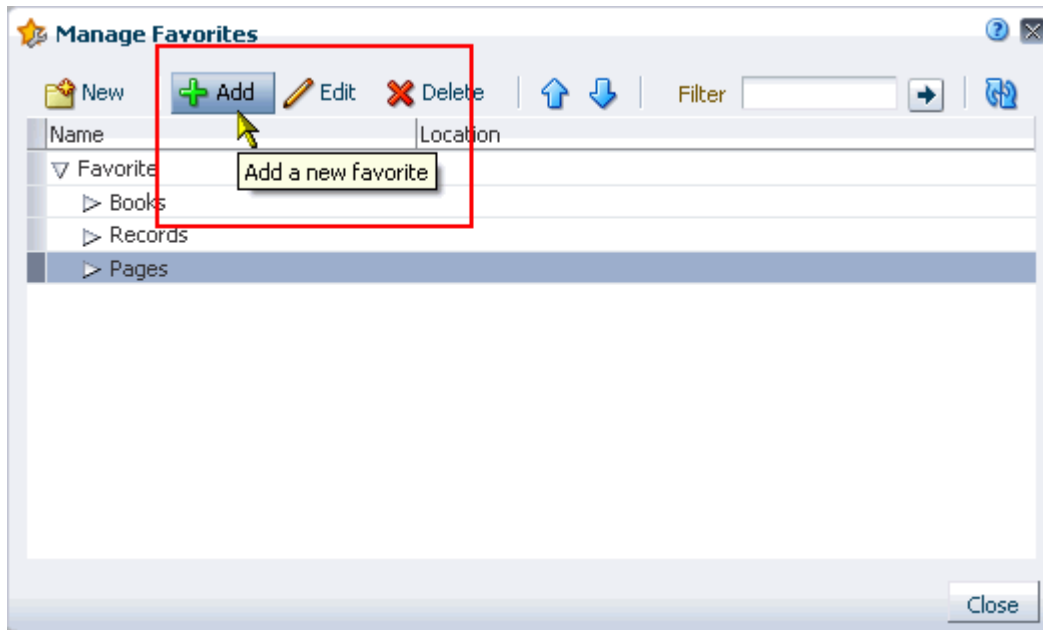 Manage Favorites
New Add Edit Delete Filter
Name Location
Favorite
Add a new favorite
Books
Records
Pages
Close